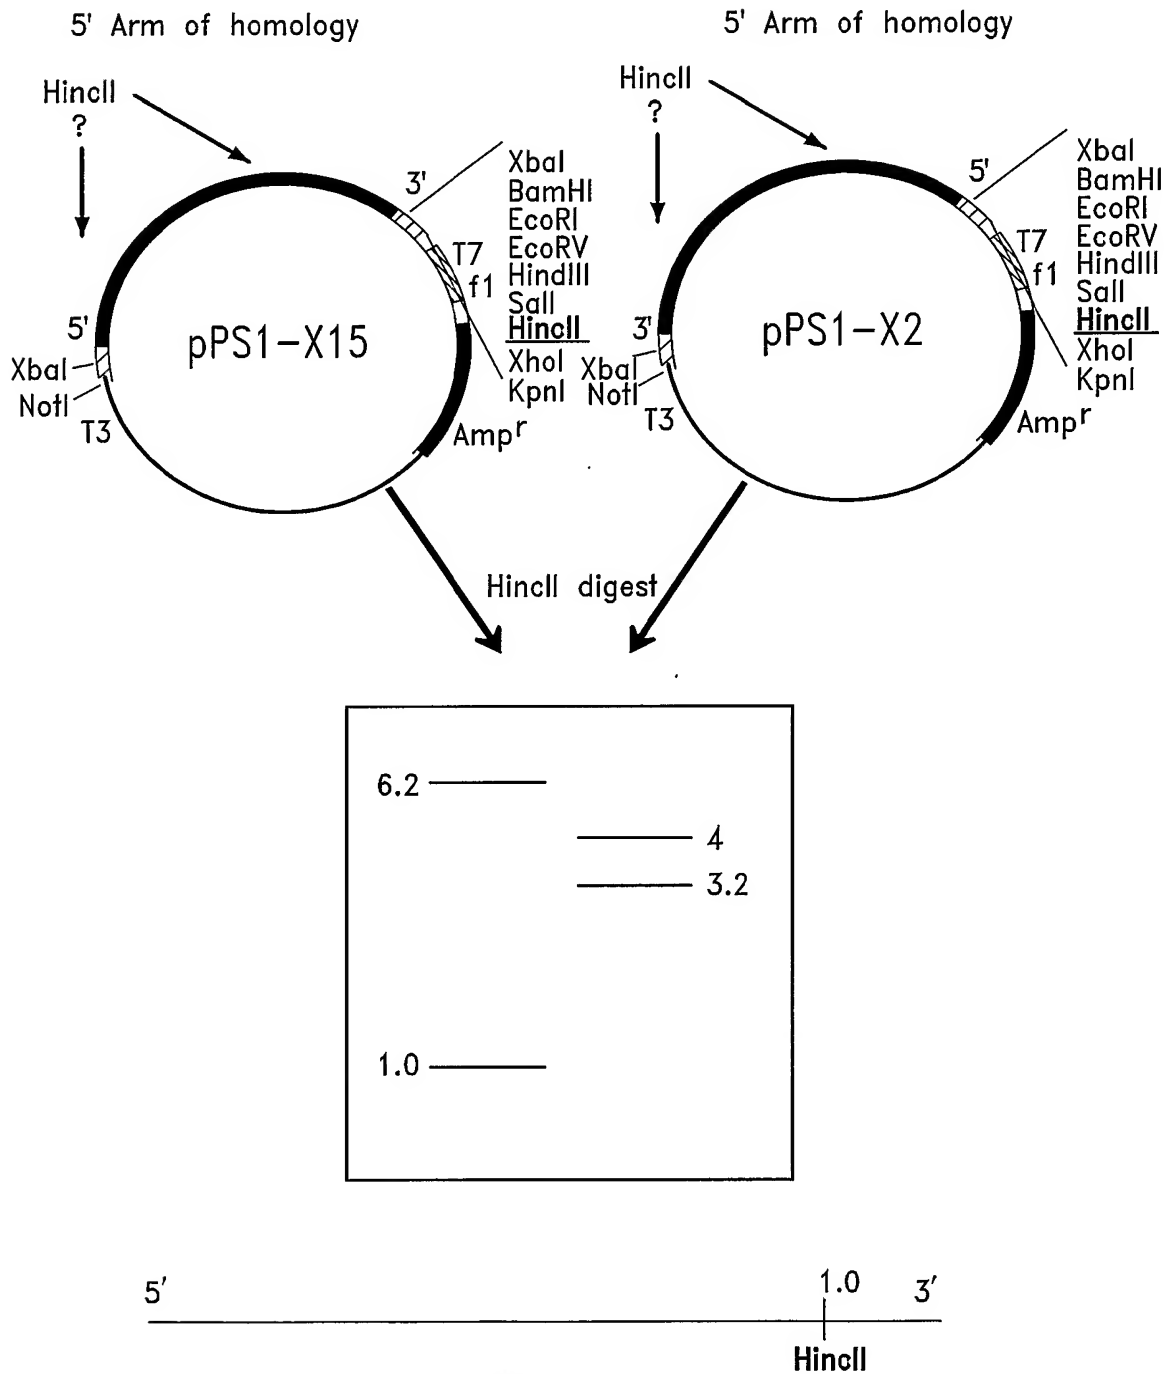 5' Arm of homology
5' Arm of homology
HincII
?
HincII
?
3'
XbaI
BamHI
EcoRI
EcoRV
HindIII
SalI
HincII
XhoI
KpnI
T7
f1
5'
XbaI
NotI
T3
pPS1-X15
Ampr
5'
XbaI
BamHI
EcoRI
EcoRV
HindIII
SalI
HincII
XhoI
KpnI
T7
f1
3'
XbaI
NotI
T3
pPS1-X2
Ampr
HincII digest
6.2
4
3.2
1.0
5' 1.0 3'
HincII